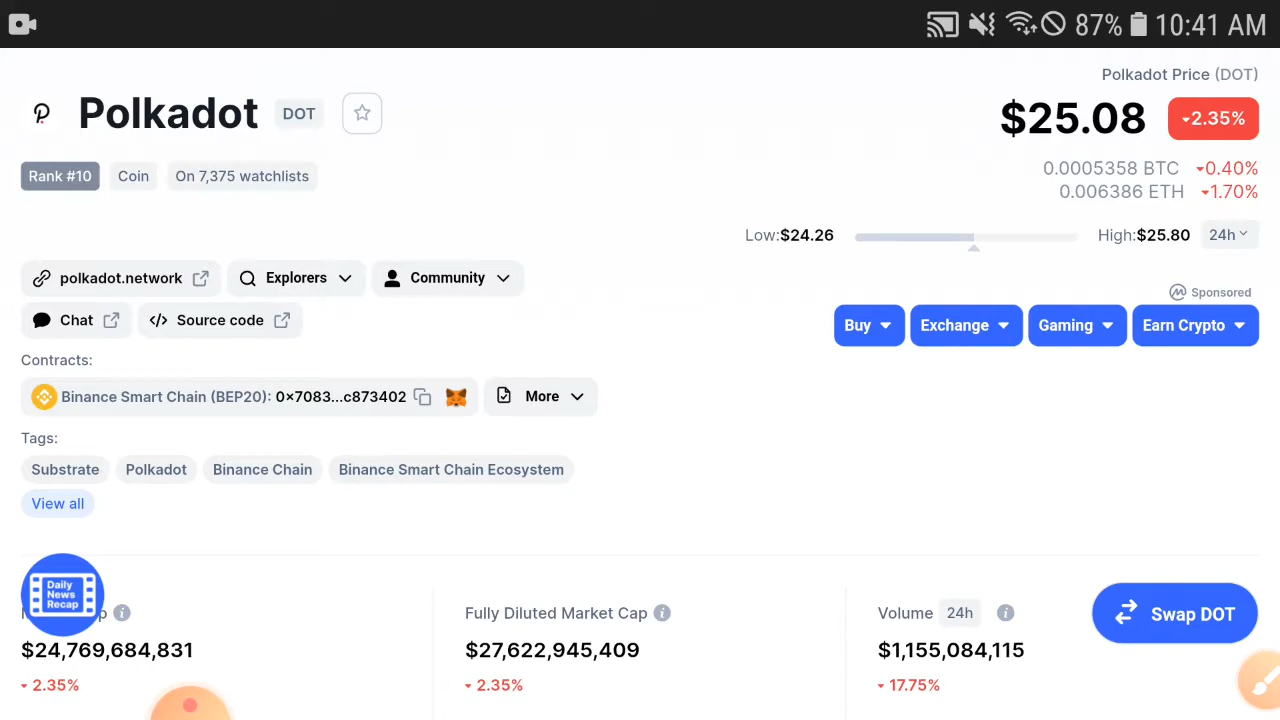 87% 10:41 AM
Polkadot Price (DOT)
Polkadot DOT
$25.08 2.35%
Rank #10 Coin On 7,375 watchlists
0.0005358 BTC 0.40%
0.006386 ETH 1.70%
Low:$24.26 High:$25.80 24h
polkadot.network Explorers Community
Chat </> Source code
Sponsored
Buy Exchange Gaming Earn Crypto
Contracts:
Binance Smart Chain (BEP20): 0x7083...c873402 More
Tags:
Substrate Polkadot Binance Chain Binance Smart Chain Ecosystem
View all
Daily
News
Recap
Fully Diluted Market Cap Volume 24h
Swap DOT
$24,769,684,831 $27,622,945,409 $1,155,084,115
2.35% 2.35% 17.75%